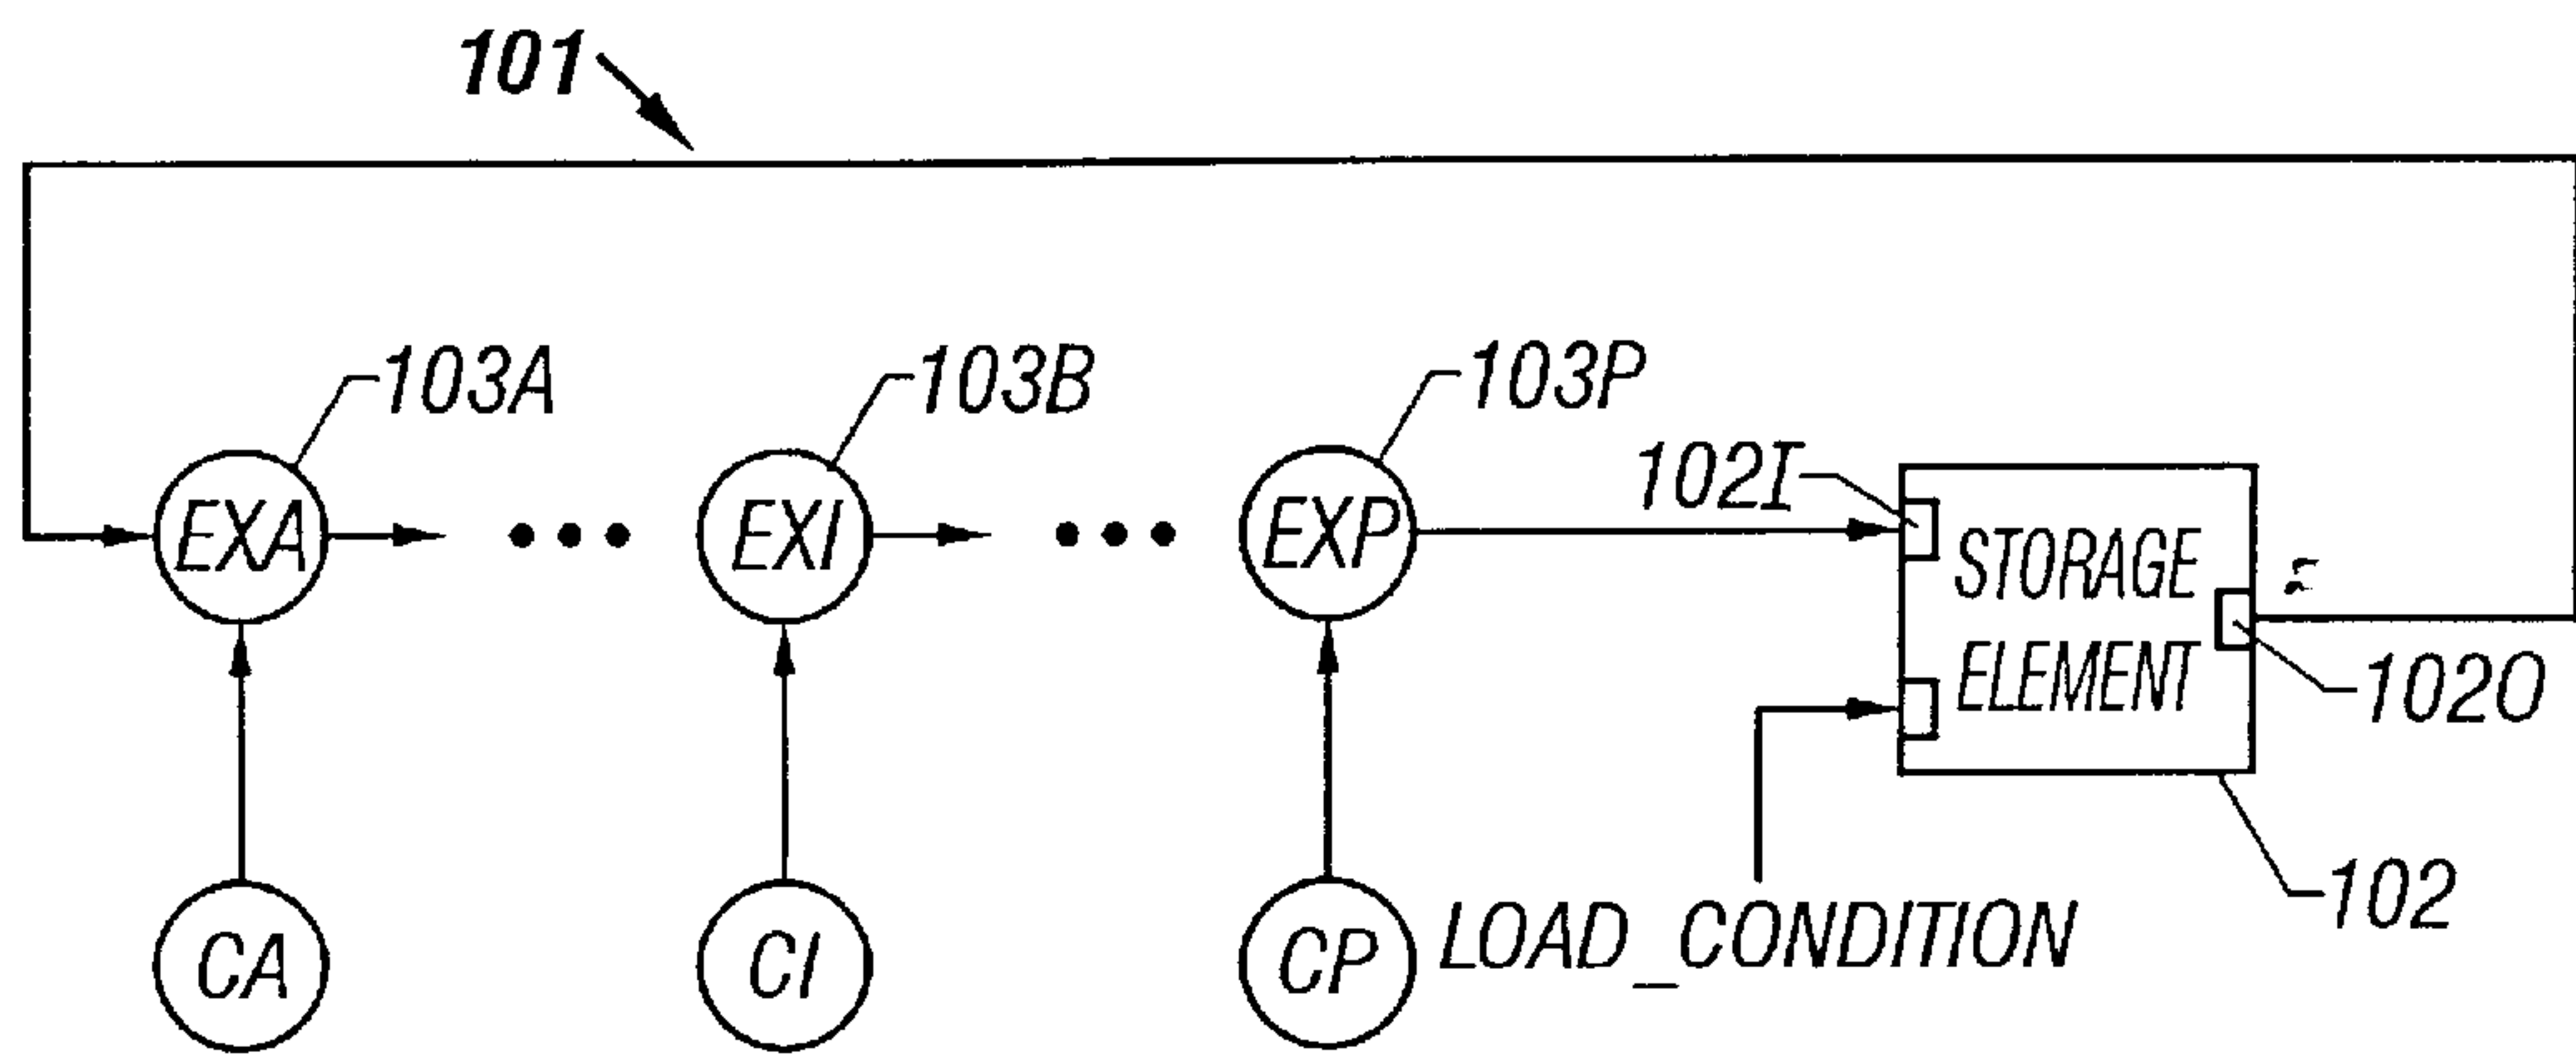 101
103A
103B
103P
102I
EXA
EXI
EXP
STORAGE
ELEMENT
102O
102
LOAD_CONDITION
CA
CI
CP